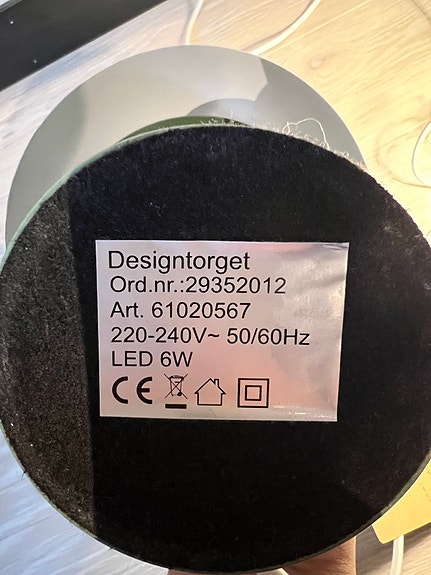 Designtorget
Ord.nr.:29352012
Art. 61020567
220-240V~ 50/60Hz
LED 6W
CE